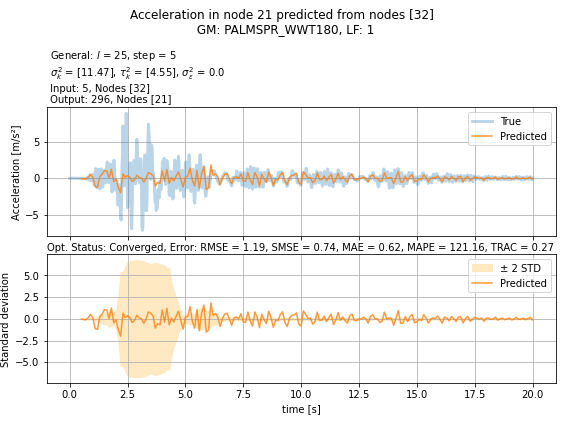 Acceleration in node 21 predicted from nodes [32]
GM: PALMSPR_WWT180, LF: 1
General: l = 25, step = 5
σ²ₖ = [11.47], τ²ₖ = [4.55], σ²ε = 0.0
Input: 5, Nodes [32]
Output: 296, Nodes [21]
True
Predicted
Acceleration [m/s²]
5
0
−5
Opt. Status: Converged, Error: RMSE = 1.19, SMSE = 0.74, MAE = 0.62, MAPE = 121.16, TRAC = 0.27
± 2 STD
Predicted
Standard deviation
5.0
2.5
0.0
−2.5
−5.0
0.0 2.5 5.0 7.5 10.0 12.5 15.0 17.5 20.0
time [s]